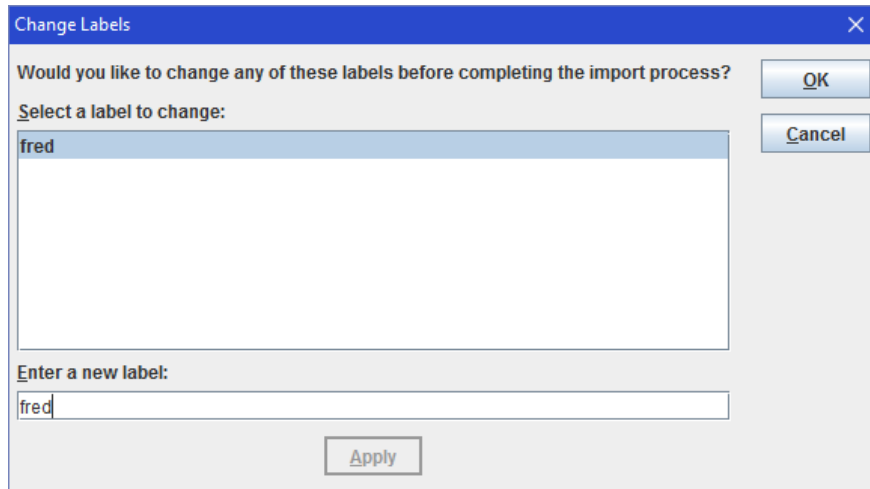 Change Labels
Would you like to change any of these labels before completing the import process?
OK
Select a label to change:
Cancel
fred
Enter a new label:
fred
Apply